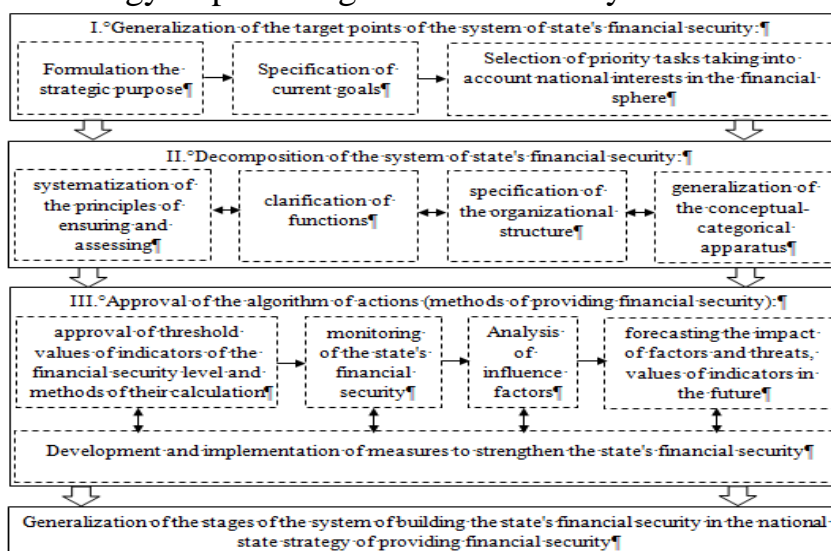 I.°Generalization of the target points of the system of state's financial security:¶
Formulation the
strategic purpose¶
Specification of
current goals¶
Selection of priority tasks taking into
account national interests in the financial
sphere¶
II.°Decomposition of the system of state's financial security:¶
systematization of
the principles of
ensuring and
assessing¶
clarification of
functions¶
specification of
the organizational
structure¶
generalization of
the conceptual-
categorical
apparatus¶
III.°Approval of the algorithm of actions (methods of providing financial security):¶
approval of threshold
values of indicators of the
financial security level and
methods of their calculation¶
monitoring
of the state's
financial
security¶
Analysis
of
influence
factors¶
forecasting the impact
of factors and threats,
values of indicators in
the future¶
Development and implementation of measures to strengthen the state's financial security¶
Generalization of the stages of the system of building the state's financial security in the national
state strategy of providing financial security¶